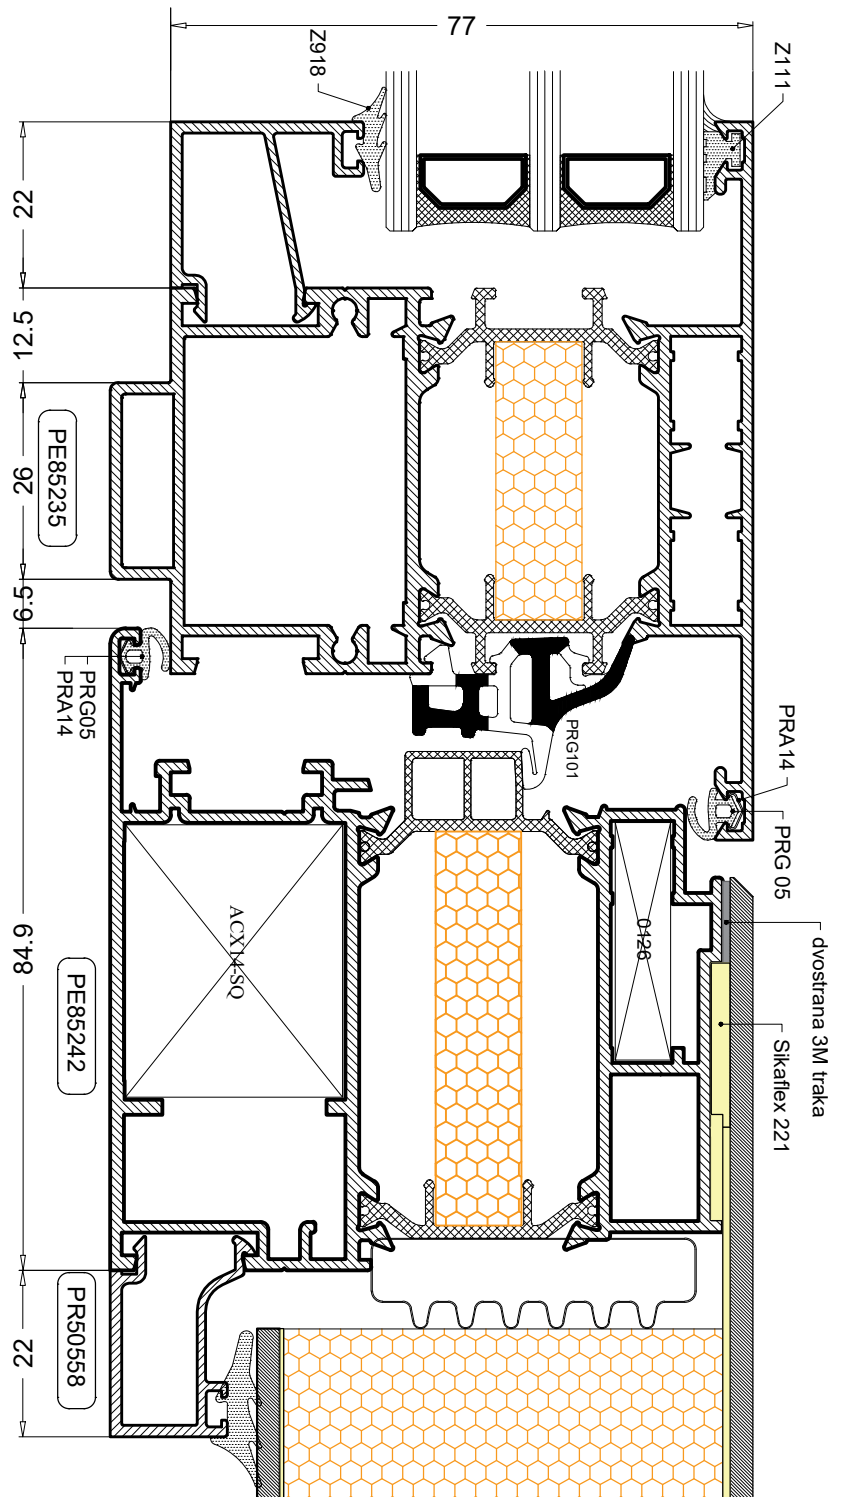 77
Z918
Z111
22
12.5
26
6.5
84.9
22
PE85235
PRG05
PRA14
PRG101
PRA14
PRG 05
ACX14-SQ
0126
dvostrana 3M traka
Sikaflex 221
PE85242
PR50558